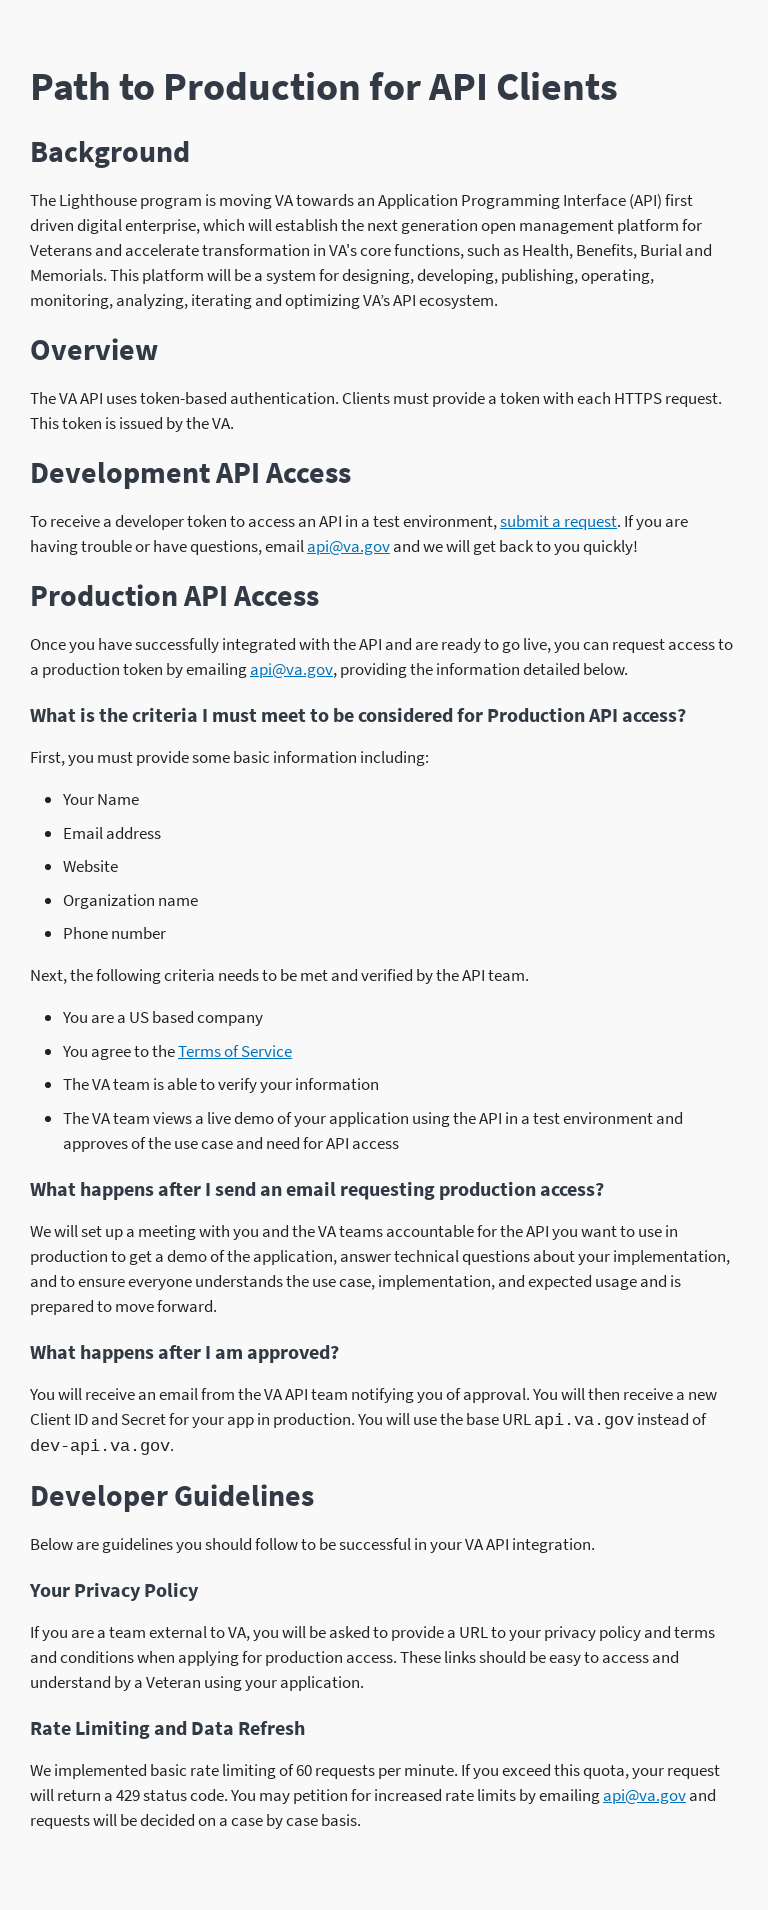 Path to Production for API Clients
Background
The Lighthouse program is moving VA towards an Application Programming Interface (API) first
driven digital enterprise, which will establish the next generation open management platform for
Veterans and accelerate transformation in VA's core functions, such as Health, Benefits, Burial and
Memorials. This platform will be a system for designing, developing, publishing, operating,
monitoring, analyzing, iterating and optimizing VA’s API ecosystem.
Overview
The VA API uses token-based authentication. Clients must provide a token with each HTTPS request.
This token is issued by the VA.
Development API Access
To receive a developer token to access an API in a test environment, submit a request. If you are
having trouble or have questions, email api@va.gov and we will get back to you quickly!
Production API Access
Once you have successfully integrated with the API and are ready to go live, you can request access to
a production token by emailing api@va.gov, providing the information detailed below.
What is the criteria I must meet to be considered for Production API access?
First, you must provide some basic information including:
• Your Name
• Email address
• Website
• Organization name
• Phone number
Next, the following criteria needs to be met and verified by the API team.
• You are a US based company
• You agree to the Terms of Service
• The VA team is able to verify your information
• The VA team views a live demo of your application using the API in a test environment and
approves of the use case and need for API access
What happens after I send an email requesting production access?
We will set up a meeting with you and the VA teams accountable for the API you want to use in
production to get a demo of the application, answer technical questions about your implementation,
and to ensure everyone understands the use case, implementation, and expected usage and is
prepared to move forward.
What happens after I am approved?
You will receive an email from the VA API team notifying you of approval. You will then receive a new
Client ID and Secret for your app in production. You will use the base URL api.va.gov instead of
dev-api.va.gov.
Developer Guidelines
Below are guidelines you should follow to be successful in your VA API integration.
Your Privacy Policy
If you are a team external to VA, you will be asked to provide a URL to your privacy policy and terms
and conditions when applying for production access. These links should be easy to access and
understand by a Veteran using your application.
Rate Limiting and Data Refresh
We implemented basic rate limiting of 60 requests per minute. If you exceed this quota, your request
will return a 429 status code. You may petition for increased rate limits by emailing api@va.gov and
requests will be decided on a case by case basis.